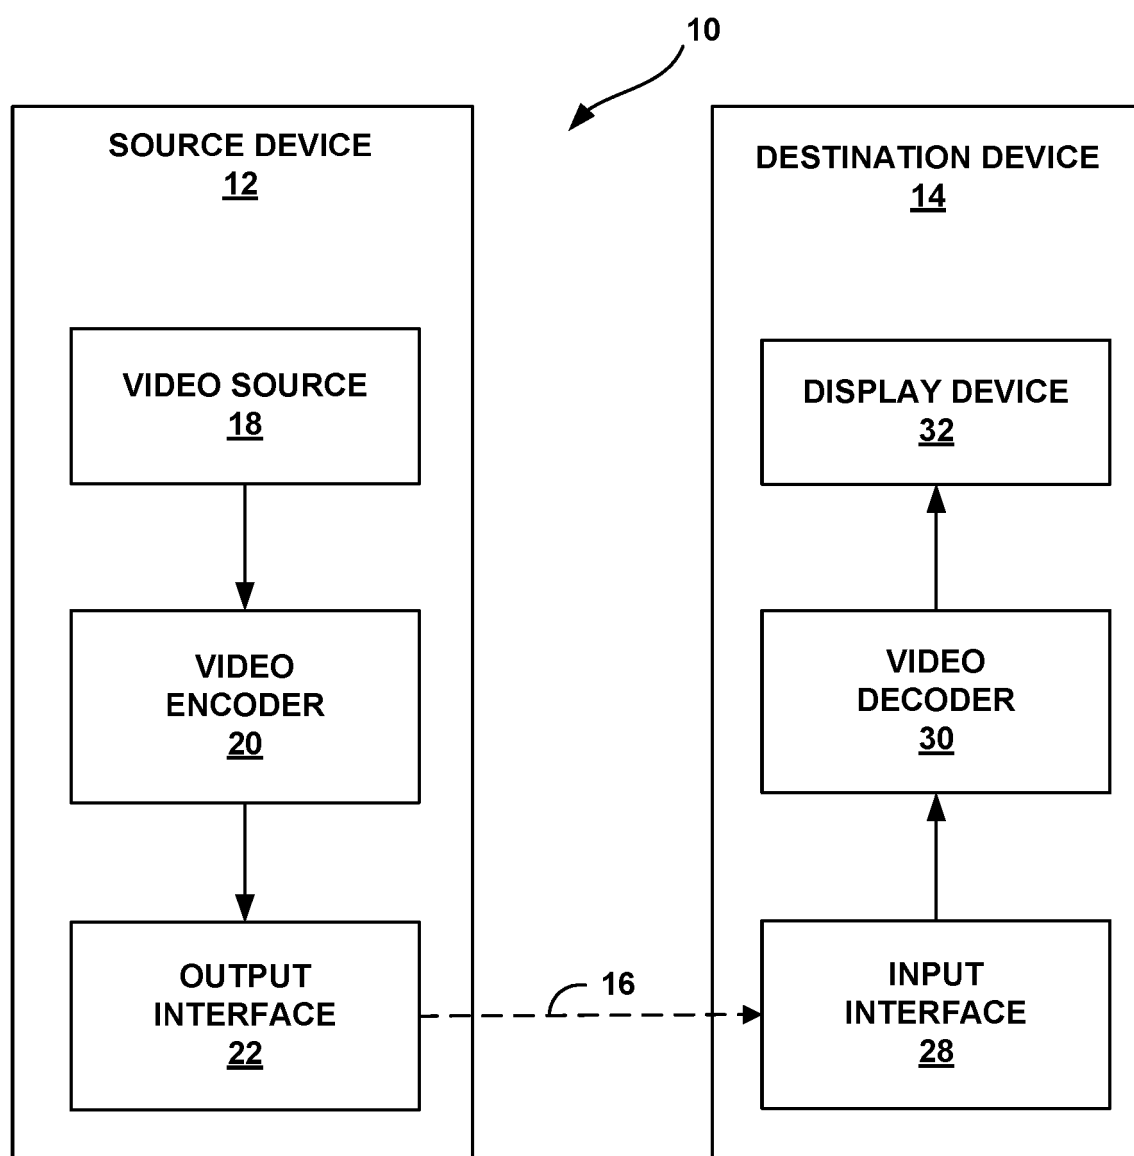 10
SOURCE DEVICE
12
VIDEO SOURCE
18
VIDEO
ENCODER
20
OUTPUT
INTERFACE
22
16
DESTINATION DEVICE
14
DISPLAY DEVICE
32
VIDEO
DECODER
30
INPUT
INTERFACE
28